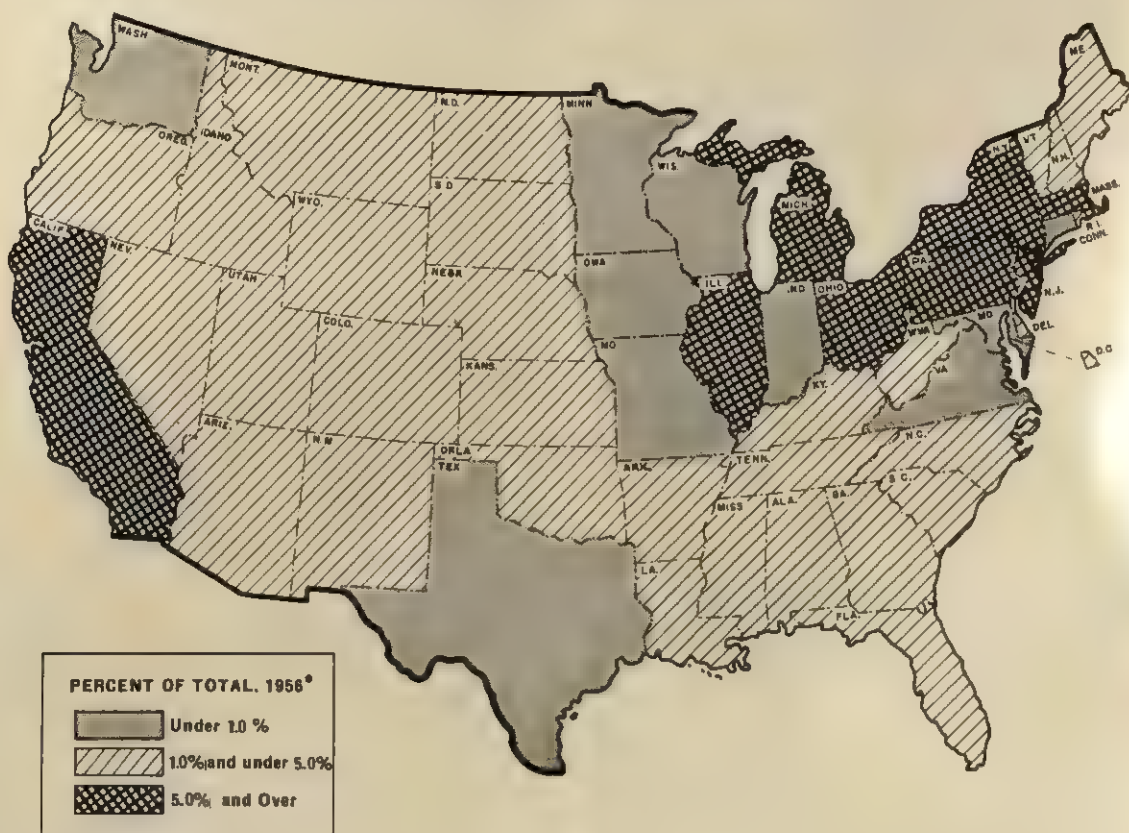 WASH
MONT.
N.D.
MINN
ME.
OREG.
IDAHO
WIS.
N.Y.
VT.
N.H.
S.D.
WYO.
MICH.
MASS.
CALIF.
NEV.
R.I.
CONN.
IOWA
PA.
UTAH
NEBR.
ILL.
IND
OHIO
N.J.
COLO.
MO
MD
W.VA
DEL
D.C
KANS.
KY.
VA
ARIZ.
N.M
OKLA
TEX
ARK.
TENN.
N.C.
MISS
ALA.
GA.
S.C.
LA.
FLA.
PERCENT OF TOTAL, 1956*
Under 1.0 %
1.0% and under 5.0%
5.0% and Over